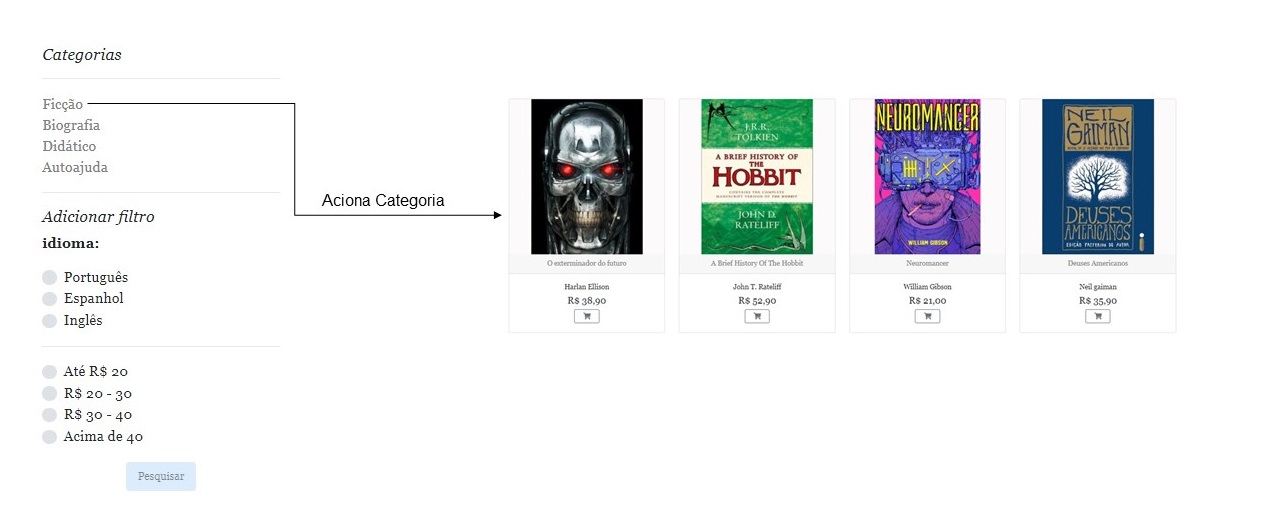 Categorias
Ficção
Biografia
Didático
Autoajuda
Adicionar filtro
idioma:
Português
Espanhol
Inglês
Até R$ 20
R$ 20 - 30
R$ 30 - 40
Acima de 40
Pesquisar
Aciona Categoria
O exterminador do futuro
Harlan Ellison
R$ 38,90
J.R.R.
TOLKIEN
A BRIEF HISTORY OF
THE
HOBBIT
CONTAINS THE COMPLETE
MANUSCRIPT VERSION OF THE HOBBIT
JOHN D.
RATELIFF
A Brief History Of The Hobbit
John T. Rateliff
R$ 52,90
NEUROMANCER
WILLIAM GIBSON
Neuromancer
William Gibson
R$ 21,00
NEIL
GAIMAN
DEUSES
AMERICANOS
EDIÇÃO PREFERIDA DO AUTOR
Deuses Americanos
Neil gaiman
R$ 35,90